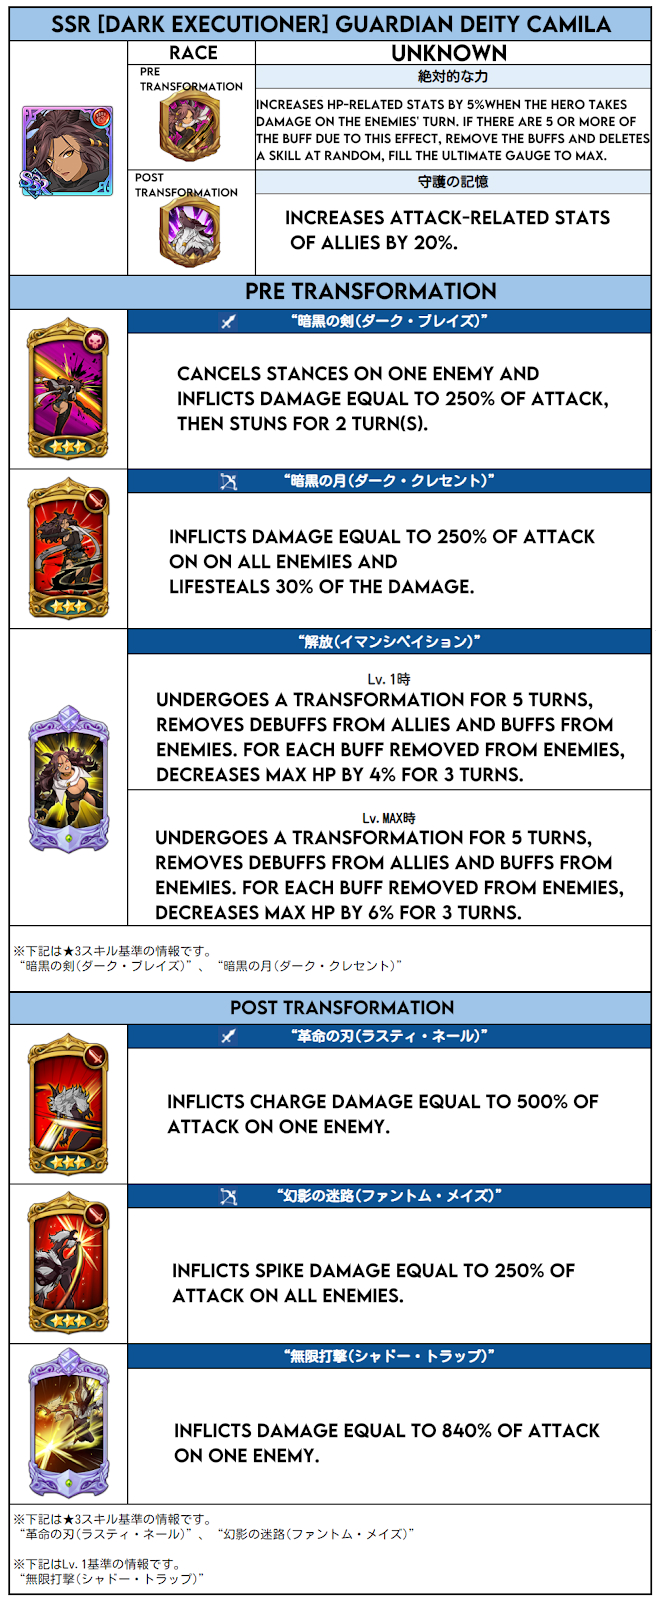 SSR [DARK EXECUTIONER] GUARDIAN DEITY CAMILA
RACE
UNKNOWN
PRE
TRANSFORMATION
絶対的な力
INCREASES HP-RELATED STATS BY 5%WHEN THE HERO TAKES
DAMAGE ON THE ENEMIES' TURN. IF THERE ARE 5 OR MORE OF
THE BUFF DUE TO THIS EFFECT, REMOVE THE BUFFS AND DELETES
A SKILL AT RANDOM, FILL THE ULTIMATE GAUGE TO MAX.
SSR
POST
TRANSFORMATION
守護の記憶
INCREASES ATTACK-RELATED STATS
OF ALLIES BY 20%.
PRE TRANSFORMATION
“暗黒の剣(ダーク・ブレイズ)”
CANCELS STANCES ON ONE ENEMY AND
INFLICTS DAMAGE EQUAL TO 250% OF ATTACK,
THEN STUNS FOR 2 TURN(S).
“暗黒の月(ダーク・クレセント)”
INFLICTS DAMAGE EQUAL TO 250% OF ATTACK
ON ON ALL ENEMIES AND
LIFESTEALS 30% OF THE DAMAGE.
“解放(イマンシペイション)”
Lv.1時
UNDERGOES A TRANSFORMATION FOR 5 TURNS,
REMOVES DEBUFFS FROM ALLIES AND BUFFS FROM
ENEMIES. FOR EACH BUFF REMOVED FROM ENEMIES,
DECREASES MAX HP BY 4% FOR 3 TURNS.
Lv.MAX時
UNDERGOES A TRANSFORMATION FOR 5 TURNS,
REMOVES DEBUFFS FROM ALLIES AND BUFFS FROM
ENEMIES. FOR EACH BUFF REMOVED FROM ENEMIES,
DECREASES MAX HP BY 6% FOR 3 TURNS.
※下記は★3スキル基準の情報です。
“暗黒の剣(ダーク・ブレイズ)”、“暗黒の月(ダーク・クレセント)”
POST TRANSFORMATION
“革命の刃(ラスティ・ネール)”
INFLICTS CHARGE DAMAGE EQUAL TO 500% OF
ATTACK ON ONE ENEMY.
“幻影の迷路(ファントム・メイズ)”
INFLICTS SPIKE DAMAGE EQUAL TO 250% OF
ATTACK ON ALL ENEMIES.
“無限打撃(シャドー・トラップ)”
INFLICTS DAMAGE EQUAL TO 840% OF ATTACK
ON ONE ENEMY.
※下記は★3スキル基準の情報です。
“革命の刃(ラスティ・ネール)”、“幻影の迷路(ファントム・メイズ)”
※下記はLv.1基準の情報です。
“無限打撃(シャドー・トラップ)”